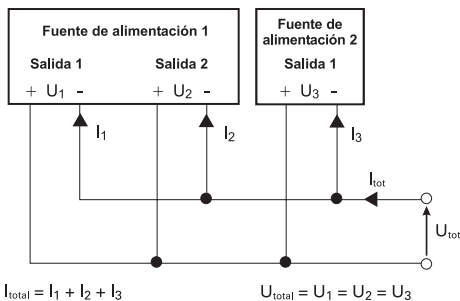 Fuente de alimentación 1
Fuente de
alimentación 2
Salida 1
Salida 2
Salida 1
+ U1 -
+ U2 -
+ U3 -
I1
I2
I3
Itot
Utot
Itotal = I1 + I2 + I3
Utotal = U1 = U2 = U3